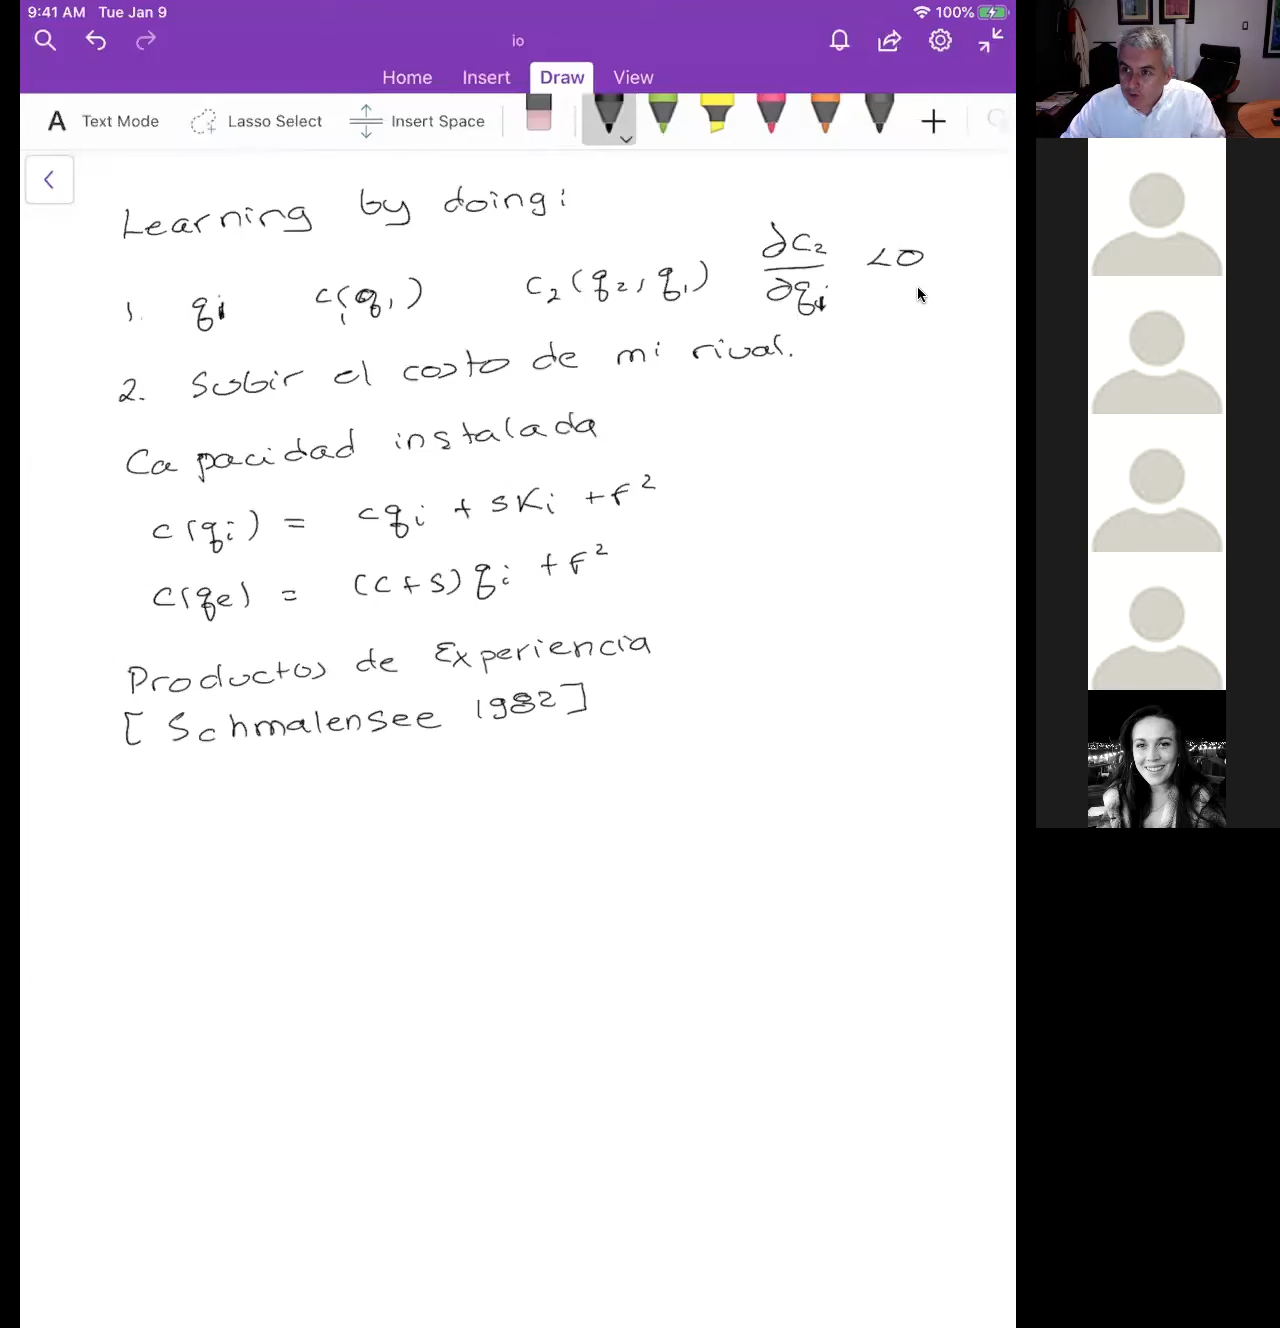 9:41 AM Tue Jan 9 100%
io
Home Insert Draw View
A Text Mode Lasso Select Insert Space
Learning by doing:
1. qi c1(q1) c2(q2, q1) ∂c2/∂qi <0
2. Subir el costo de mi rival.
Capacidad instalada
c(qi) = cqi + sKi + F²
c(qe) = (c+s)qi + F²
Productos de Experiencia
[Schmalensee 1982]